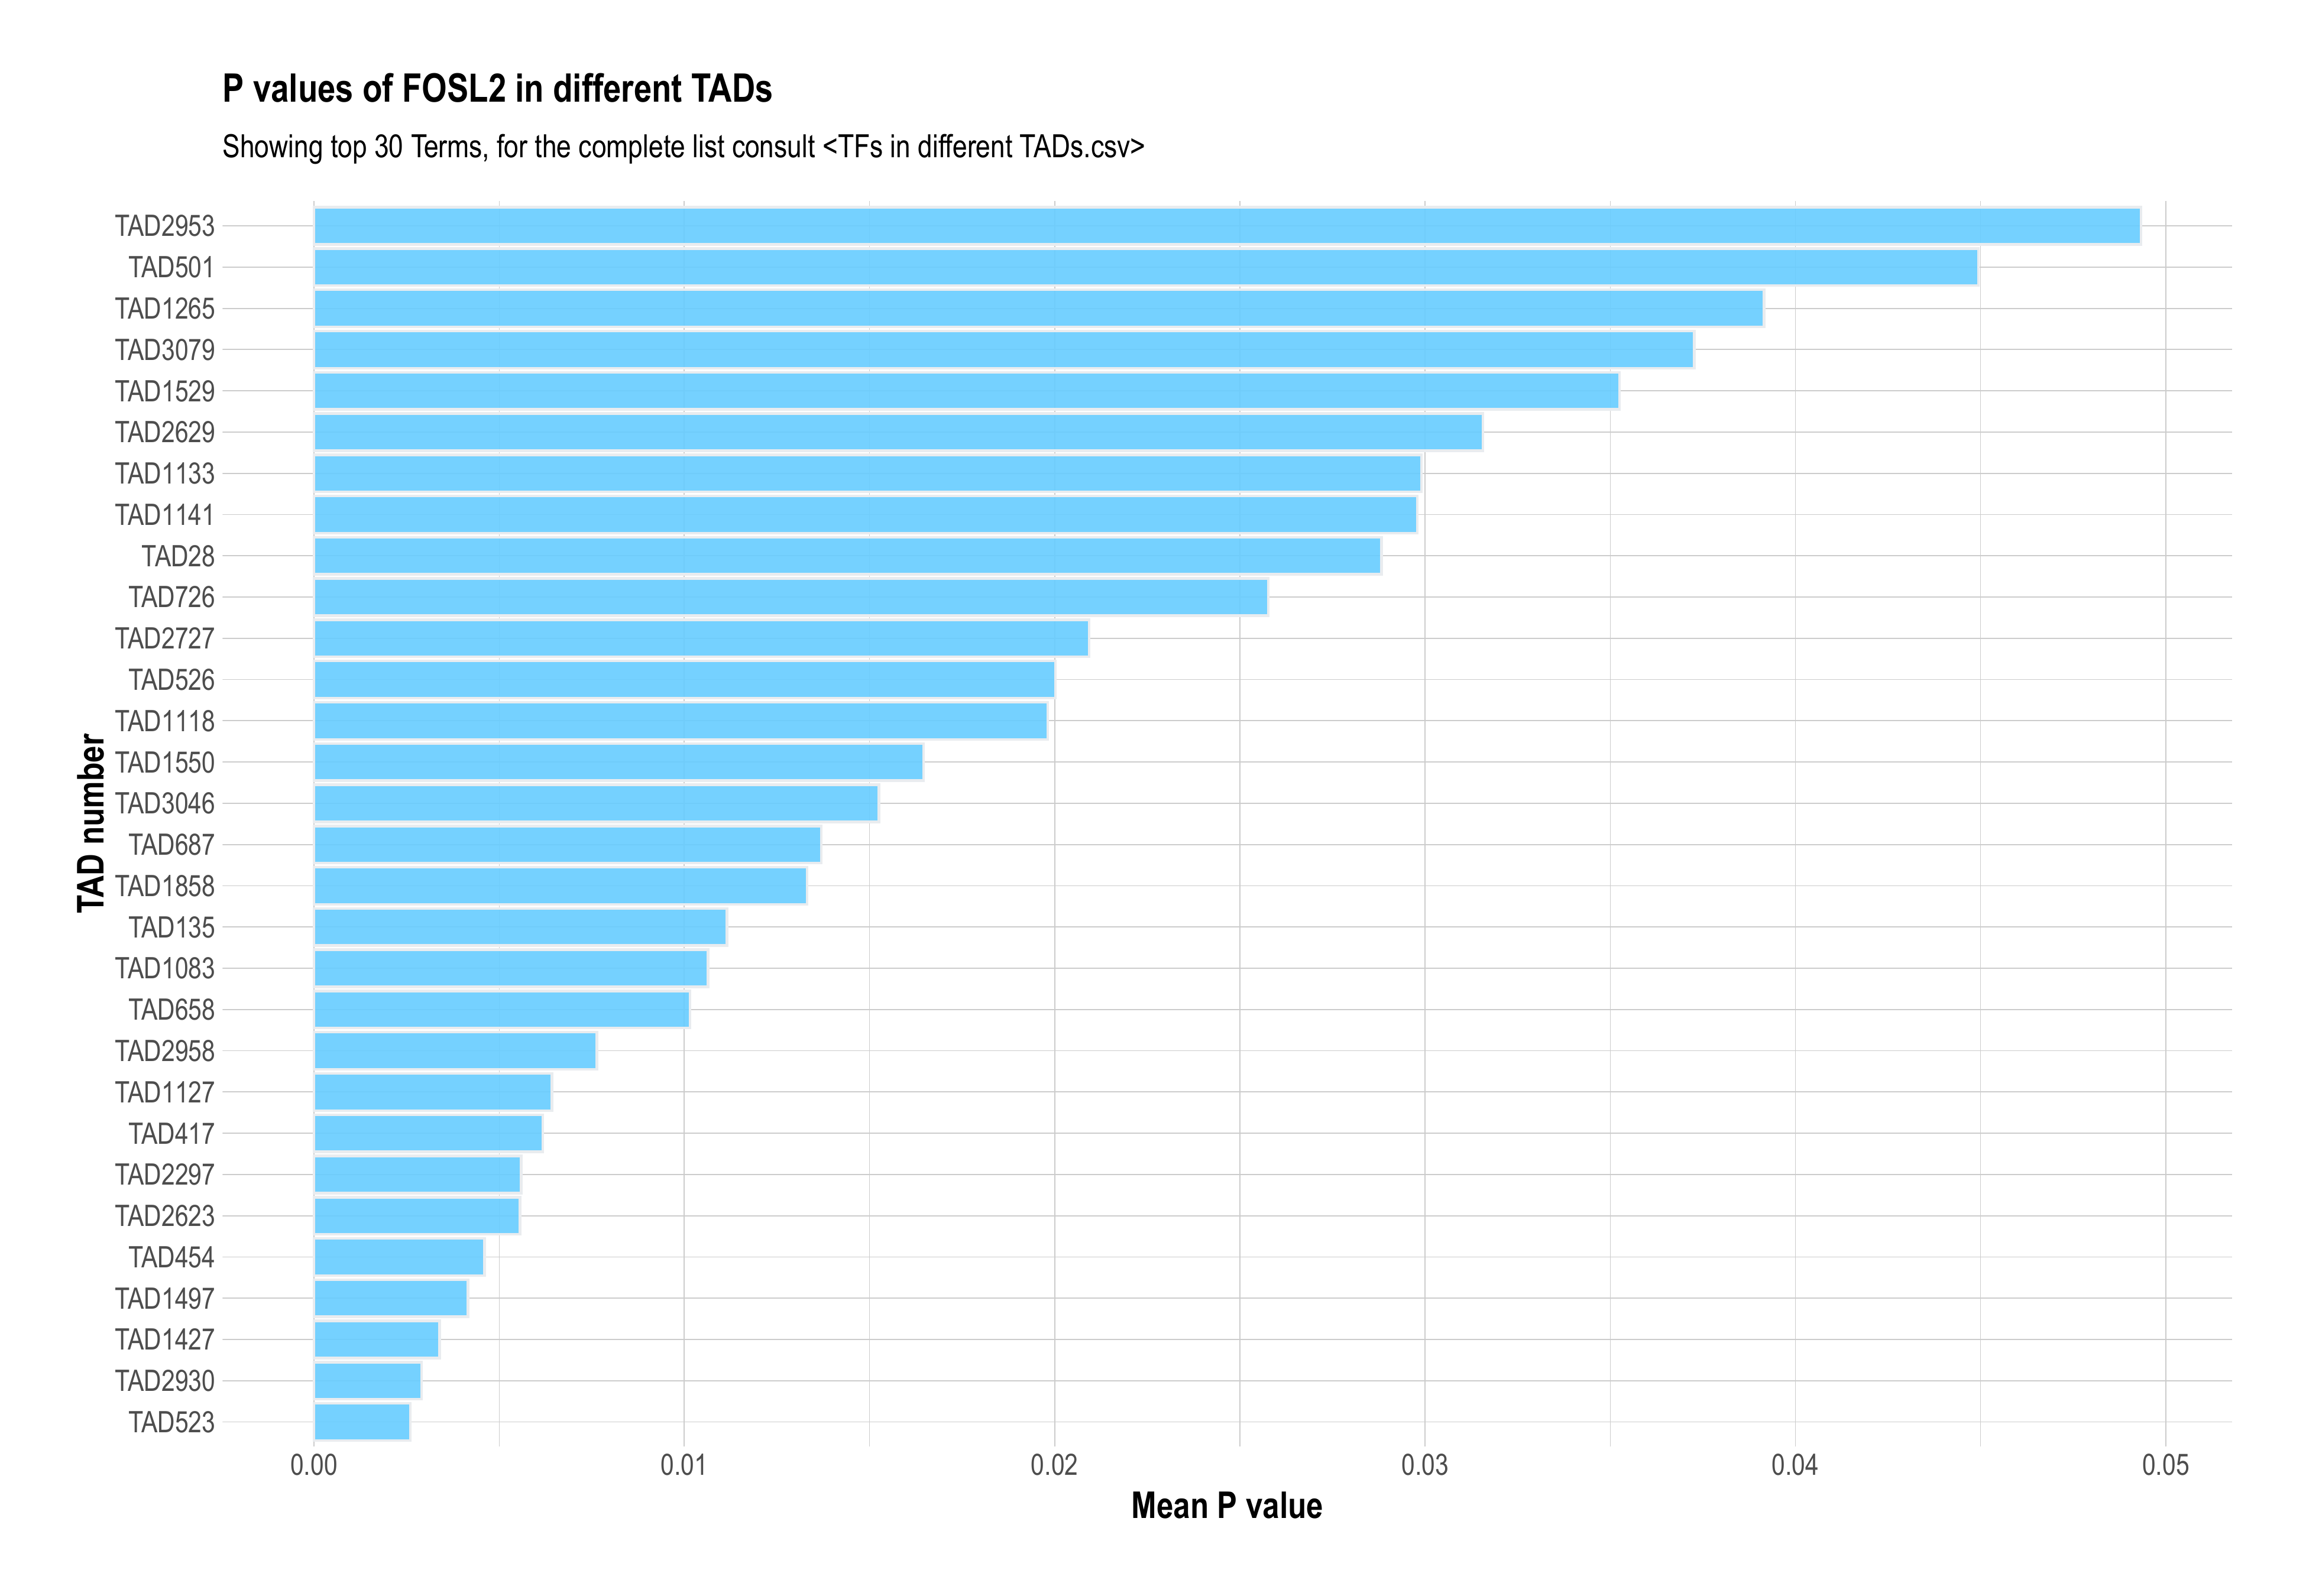 P values of FOSL2 in different TADs
Showing top 30 Terms, for the complete list consult <TFs in different TADs.csv>
TAD number
TAD2953
TAD501
TAD1265
TAD3079
TAD1529
TAD2629
TAD1133
TAD1141
TAD28
TAD726
TAD2727
TAD526
TAD1118
TAD1550
TAD3046
TAD687
TAD1858
TAD135
TAD1083
TAD658
TAD2958
TAD1127
TAD417
TAD2297
TAD2623
TAD454
TAD1497
TAD1427
TAD2930
TAD523
0.00 0.01 0.02 0.03 0.04 0.05
Mean P value